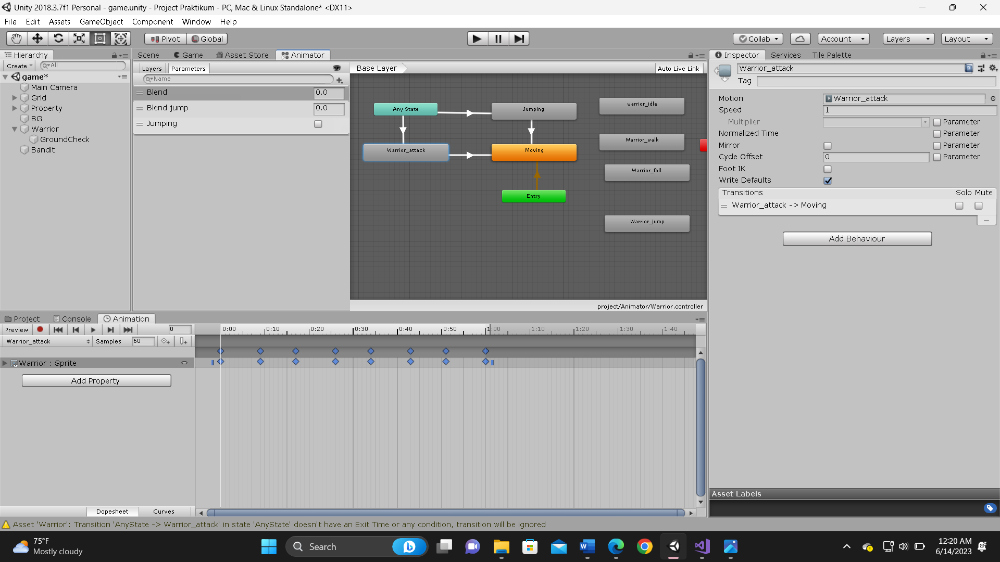 Unity 2018.3.7f1 Personal - game.unity - Project Praktikum - PC, Mac & Linux Standalone* <DX11>
File Edit Assets GameObject Component Window Help
Pivot Global Collab Account Layers Layout
Hierarchy
Create All
game*
Main Camera
Grid
Property
BG
Warrior
GroundCheck
Bandit
Scene Game Asset Store Animator
Layers Parameters
Name
Blend 0.0
Blend jump 0.0
Jumping
Base Layer Auto Live Link
Any State
Jumping
warrior_idle
Warrior_walk
Warrior_attack
Moving
Warrior_fall
Entry
Warrior_jump
project/Animator/Warrior.controller
Inspector Services Tile Palette
Warrior_attack
Tag
Motion Warrior_attack
Speed 1
Multiplier Parameter
Normalized Time Parameter
Mirror Parameter
Cycle Offset 0 Parameter
Foot IK
Write Defaults
Transitions Solo Mute
Warrior_attack -> Moving
Add Behaviour
Asset Labels
Project Console Animation
Preview 0 0:00 0:10 0:20 0:30 0:40 0:50 1:00 1:10 1:20 1:30 1:40
Warrior_attack Samples 60
Warrior : Sprite
Add Property
Dopesheet Curves
Asset 'Warrior': Transition 'AnyState -> Warrior_attack' in state 'AnyState' doesn't have an Exit Time or any condition, transition will be ignored
75°F
Mostly cloudy
Search
12:20 AM
6/14/2023